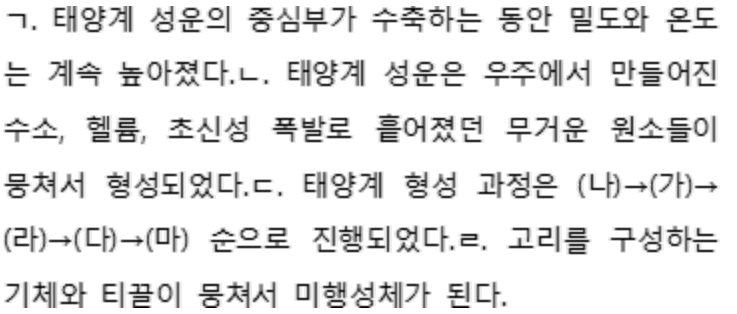 ㄱ. 태양계 성운의 중심부가 수축하는 동안 밀도와 온도
는 계속 높아졌다.ㄴ. 태양계 성운은 우주에서 만들어진
수소, 헬륨, 초신성 폭발로 흩어졌던 무거운 원소들이
뭉쳐서 형성되었다.ㄷ. 태양계 형성 과정은 (나)→(가)→
(라)→(다)→(마) 순으로 진행되었다.ㄹ. 고리를 구성하는
기체와 티끌이 뭉쳐서 미행성체가 된다.